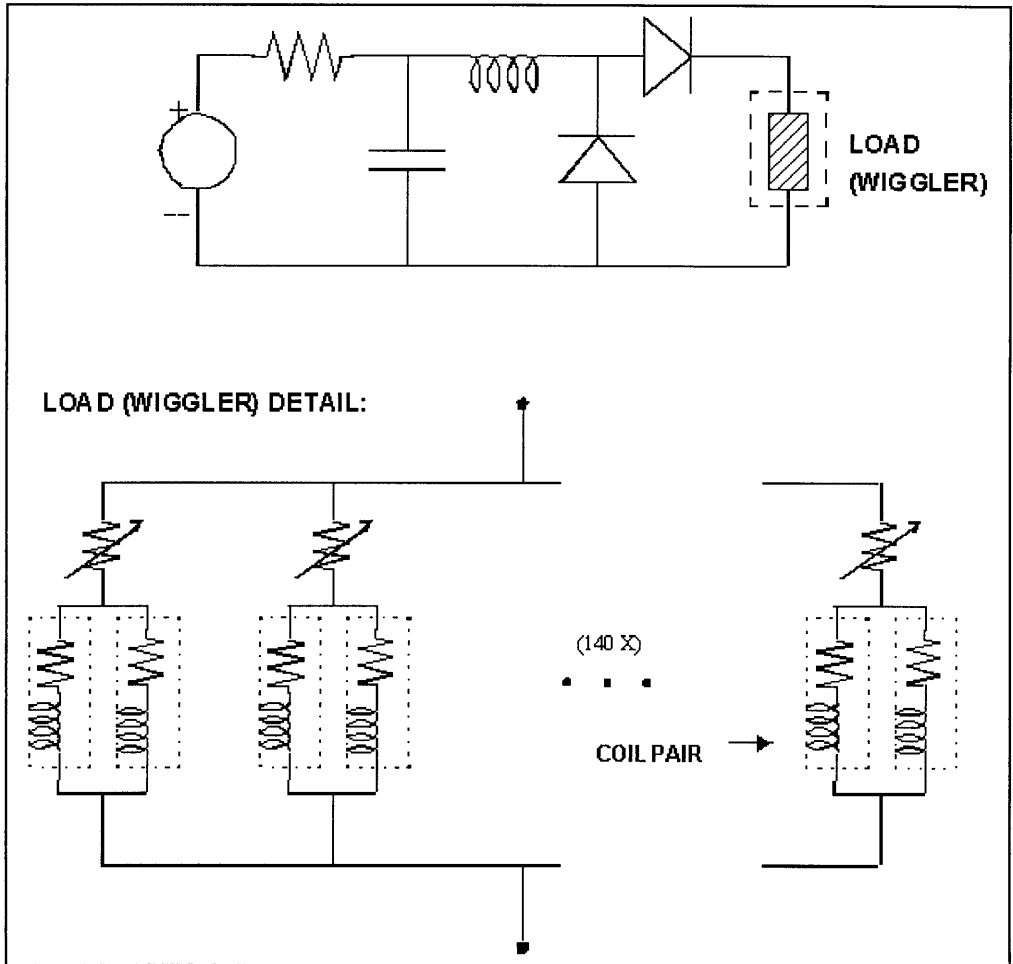 +
--
LOAD
(WIGGLER)
LOAD (WIGGLER) DETAIL:
(140 X)
• • •
COIL PAIR